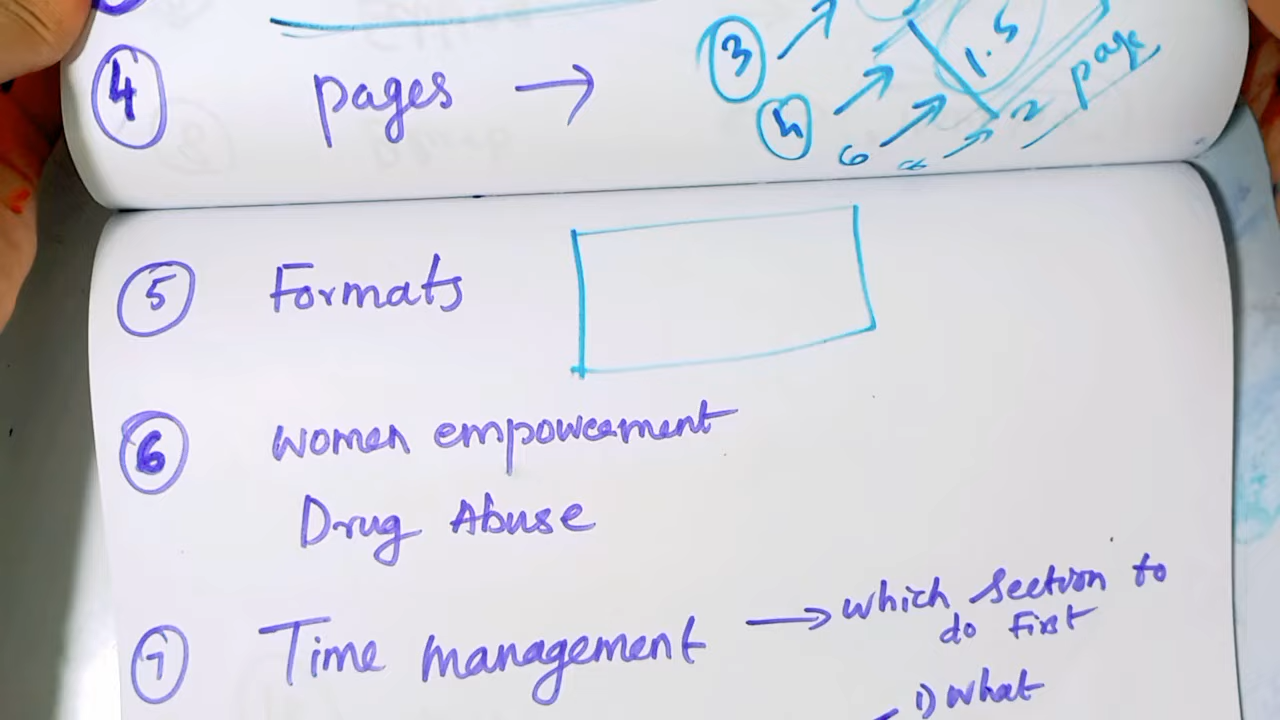 ④ pages →
③
④
6
1.5
2 page
⑤ Formats
⑥ women empowerment
Drug Abuse
⑦ Time management → which section to
do first
1) what